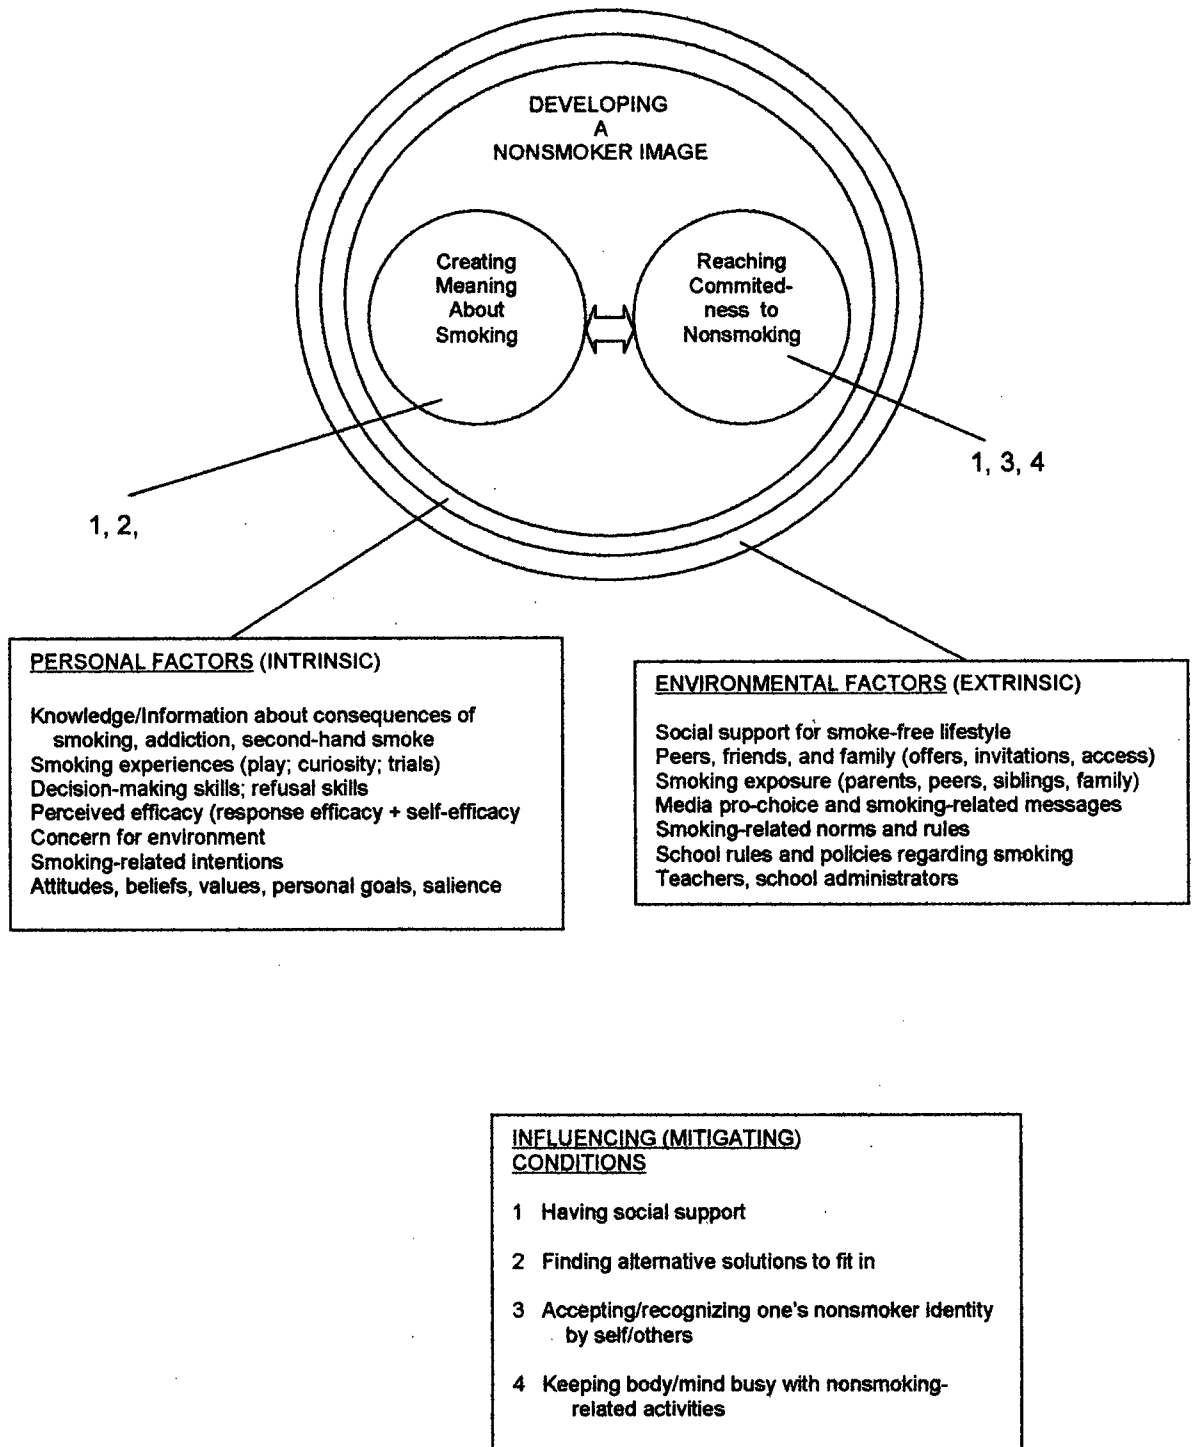 DEVELOPING
A
NONSMOKER IMAGE
Creating
Meaning
About
Smoking
Reaching
Commited-
ness to
Nonsmoking
1, 2,
1, 3, 4
PERSONAL FACTORS (INTRINSIC)
Knowledge/Information about consequences of
smoking, addiction, second-hand smoke
Smoking experiences (play; curiosity; trials)
Decision-making skills; refusal skills
Perceived efficacy (response efficacy + self-efficacy
Concern for environment
Smoking-related intentions
Attitudes, beliefs, values, personal goals, salience
ENVIRONMENTAL FACTORS (EXTRINSIC)
Social support for smoke-free lifestyle
Peers, friends, and family (offers, invitations, access)
Smoking exposure (parents, peers, siblings, family)
Media pro-choice and smoking-related messages
Smoking-related norms and rules
School rules and policies regarding smoking
Teachers, school administrators
INFLUENCING (MITIGATING)
CONDITIONS
1 Having social support
2 Finding alternative solutions to fit in
3 Accepting/recognizing one's nonsmoker identity
by self/others
4 Keeping body/mind busy with nonsmoking-
related activities